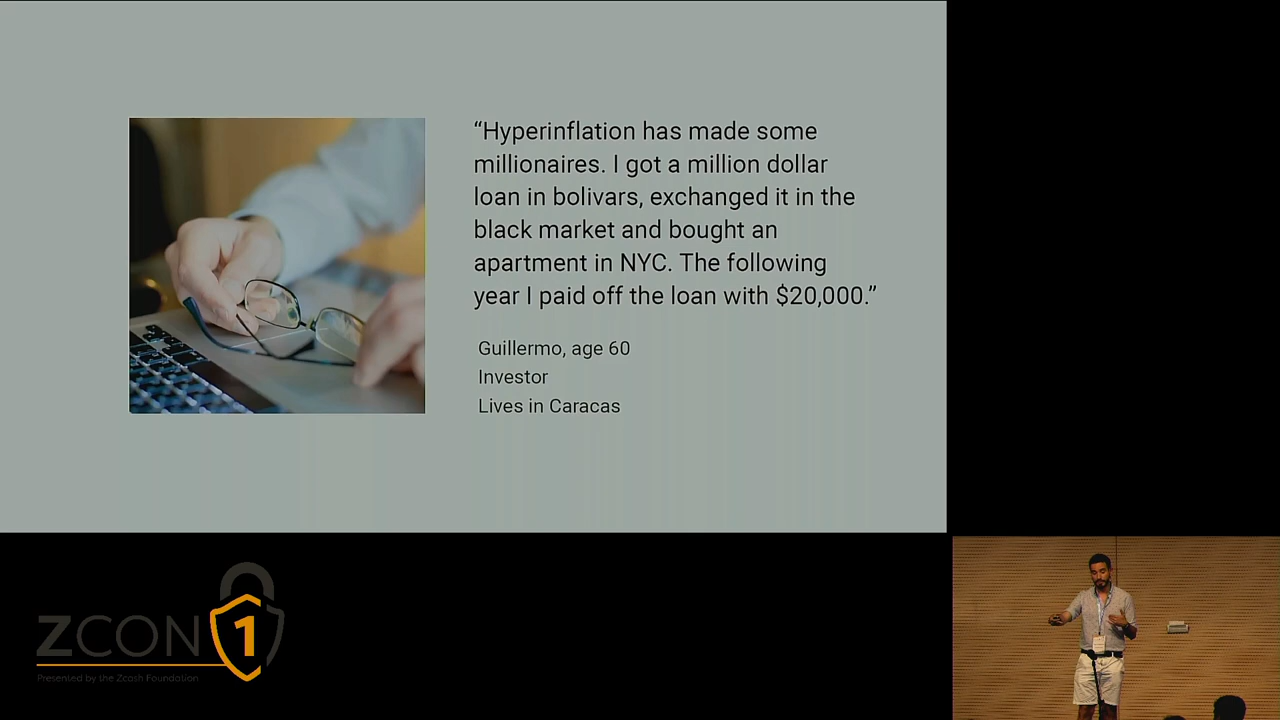 “Hyperinflation has made some
millionaires. I got a million dollar
loan in bolivars, exchanged it in the
black market and bought an
apartment in NYC. The following
year I paid off the loan with $20,000.”
Guillermo, age 60
Investor
Lives in Caracas
ZCON 1
Presented by the Zcash Foundation